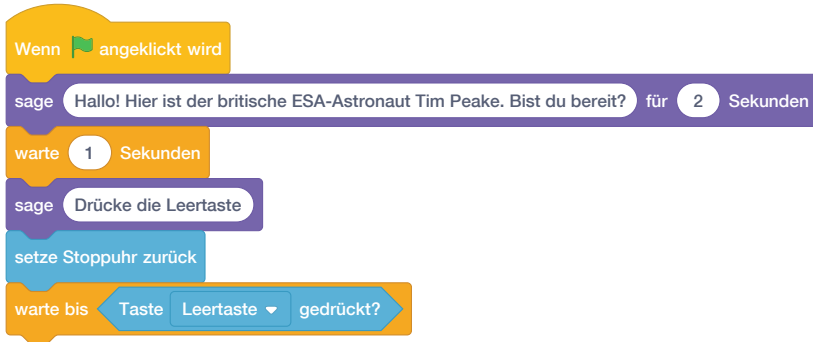 Wenn angeklickt wird
sage Hallo! Hier ist der britische ESA-Astronaut Tim Peake. Bist du bereit? für 2 Sekunden
warte 1 Sekunden
sage Drücke die Leertaste
setze Stoppuhr zurück
warte bis Taste Leertaste gedrückt?